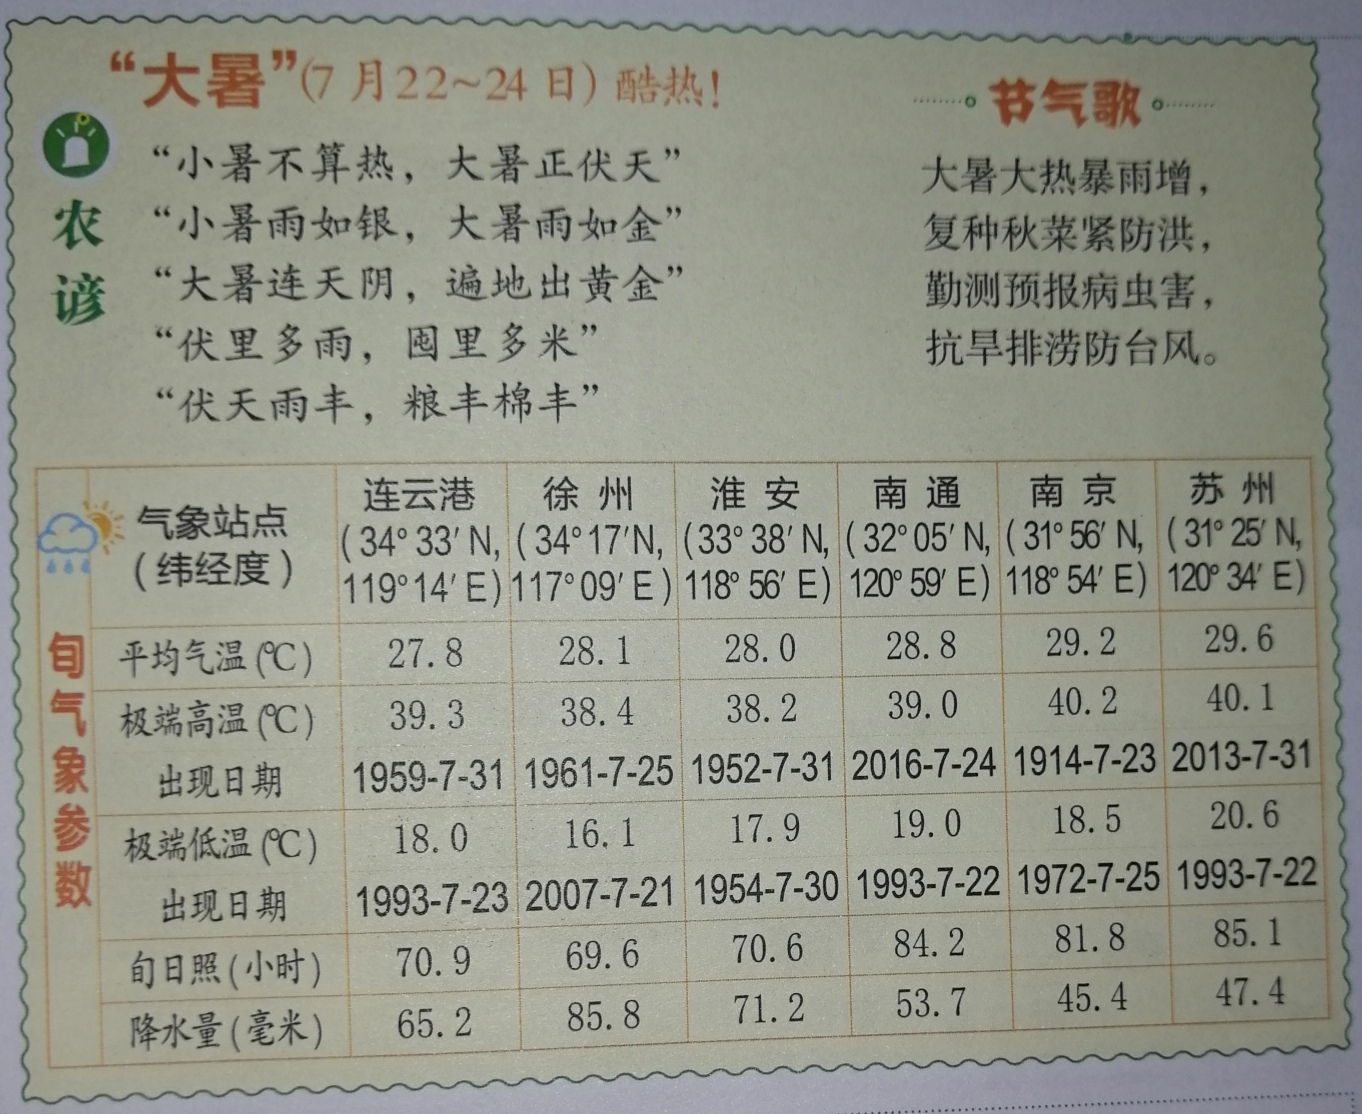 “大暑”(7月22~24日)酷热!
农谚
“小暑不算热，大暑正伏天”
“小暑雨如银，大暑雨如金”
“大暑连天阴，遍地出黄金”
“伏里多雨，囤里多米”
“伏天雨丰，粮丰棉丰”
节气歌
大暑大热暴雨增，
复种秋菜紧防洪，
勤测预报病虫害，
抗旱排涝防台风。
旬气象参数
气象站点 连云港 徐州 淮安 南通 南京 苏州
(纬经度) (34°33′N, (34°17′N, (33°38′N, (32°05′N, (31°56′N, (31°25′N,
119°14′E) 117°09′E) 118°56′E) 120°59′E) 118°54′E) 120°34′E)
平均气温(℃) 27.8 28.1 28.0 28.8 29.2 29.6
极端高温(℃) 39.3 38.4 38.2 39.0 40.2 40.1
出现日期 1959-7-31 1961-7-25 1952-7-31 2016-7-24 1914-7-23 2013-7-31
极端低温(℃) 18.0 16.1 17.9 19.0 18.5 20.6
出现日期 1993-7-23 2007-7-21 1954-7-30 1993-7-22 1972-7-25 1993-7-22
旬日照(小时) 70.9 69.6 70.6 84.2 81.8 85.1
降水量(毫米) 65.2 85.8 71.2 53.7 45.4 47.4